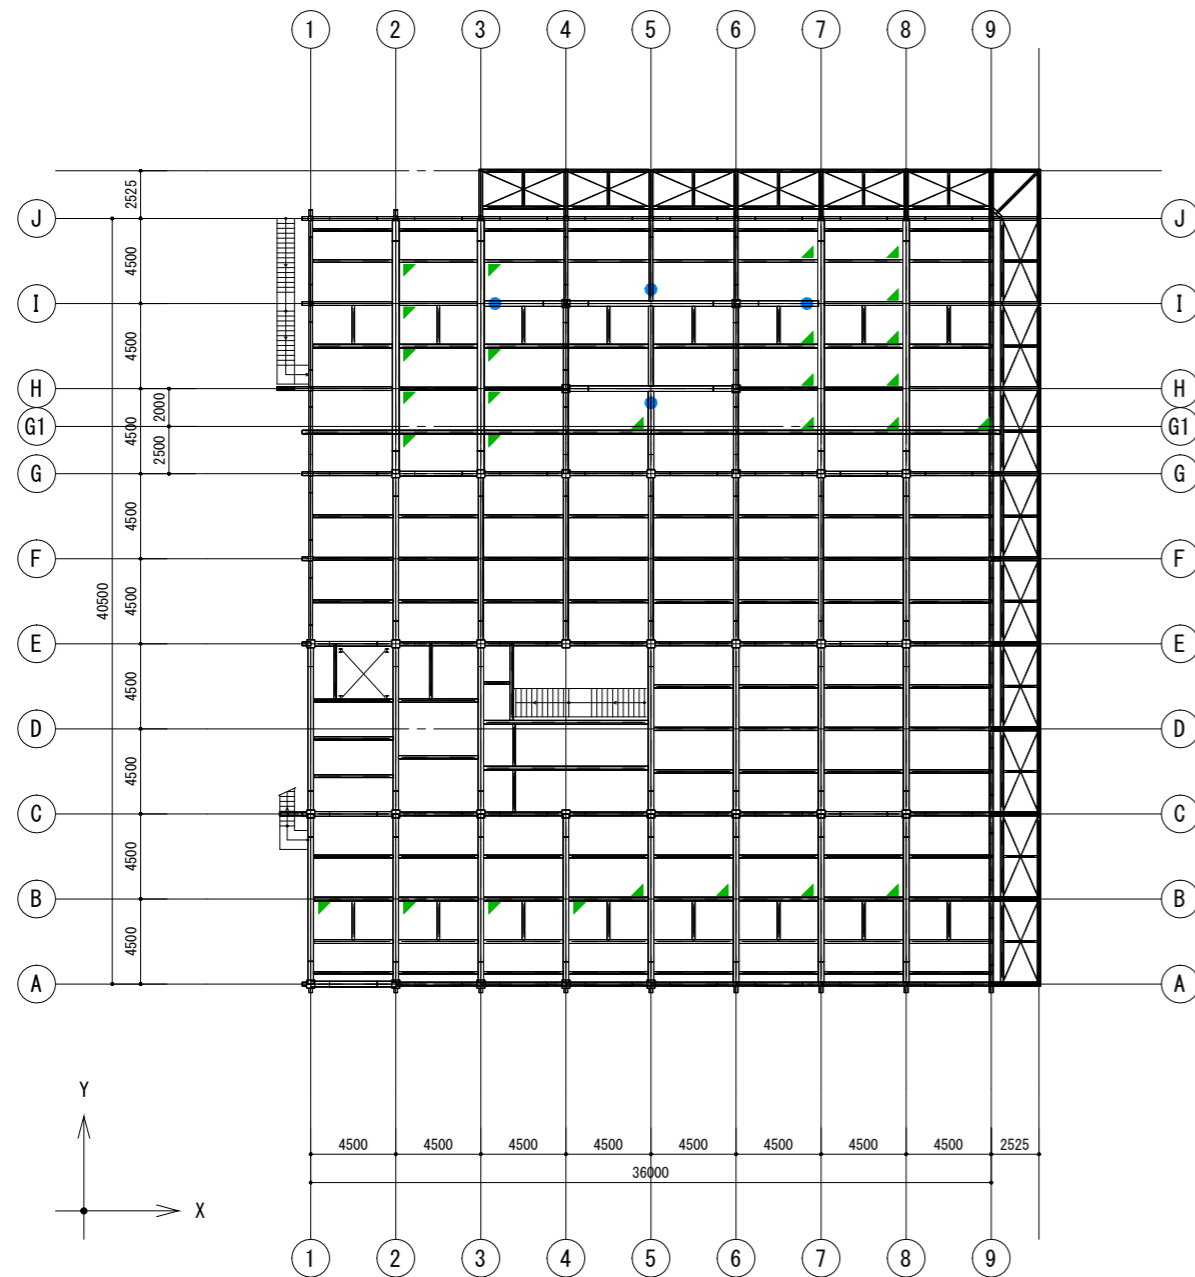 1 2 3 4 5 6 7 8 9
2525
J J
4500
I I
4500
H H
2000
G1 4500 G1
2500
G G
4500
F F
40500 4500
E E
4500
D D
4500
C C
4500
B B
4500
A A
Y
4500 4500 4500 4500 4500 4500 4500 4500 2525
36000
X
1 2 3 4 5 6 7 8 9